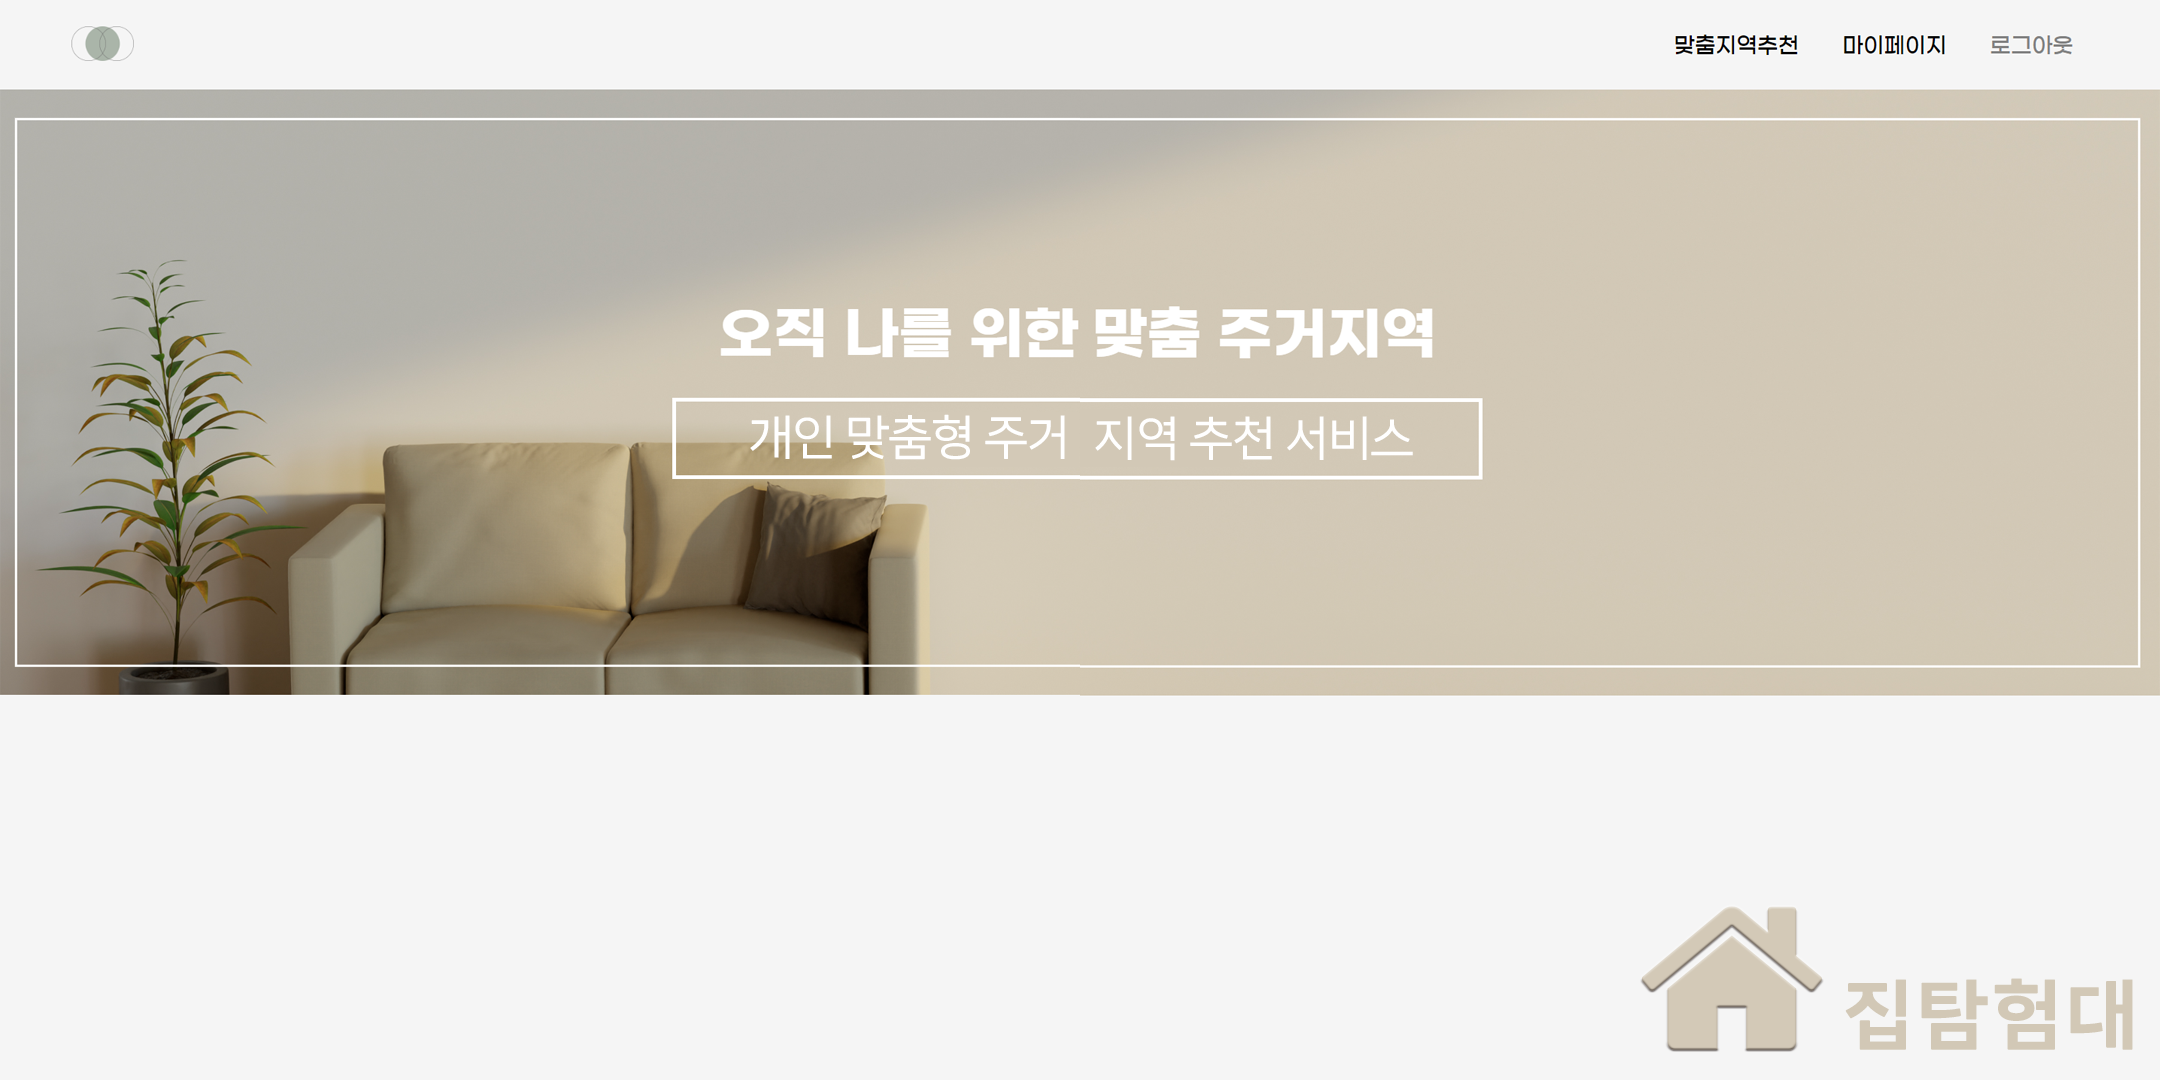 맞춤지역추천 마이페이지 로그아웃
오직 나를 위한 맞춤 주거지역
개인 맞춤형 주거 지역 추천 서비스
집탐험대